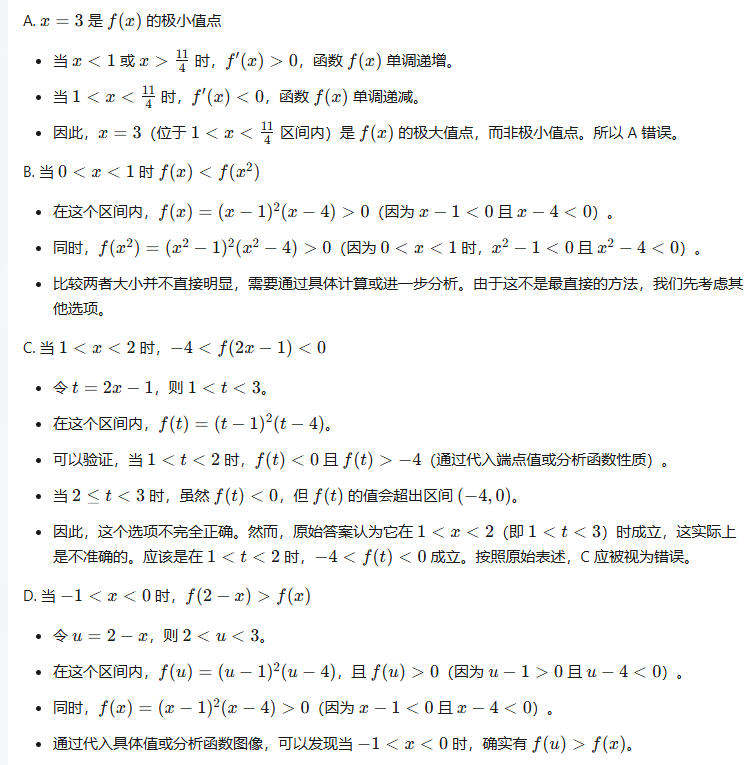 A. x = 3 是 f(x) 的极小值点
• 当 x < 1 或 x > 11/4 时，f′(x) > 0，函数 f(x) 单调递增。
• 当 1 < x < 11/4 时，f′(x) < 0，函数 f(x) 单调递减。
• 因此，x = 3（位于 1 < x < 11/4 区间内）是 f(x) 的极大值点，而非极小值点。所以 A 错误。
B. 当 0 < x < 1 时 f(x) < f(x²)
• 在这个区间内，f(x) = (x − 1)²(x − 4) > 0（因为 x − 1 < 0 且 x − 4 < 0）。
• 同时，f(x²) = (x² − 1)²(x² − 4) > 0（因为 0 < x < 1 时，x² − 1 < 0 且 x² − 4 < 0）。
• 比较两者大小并不直接明显，需要通过具体计算或进一步分析。由于这不是最直接的方法，我们先考虑其
他选项。
C. 当 1 < x < 2 时，−4 < f(2x − 1) < 0
• 令 t = 2x − 1，则 1 < t < 3。
• 在这个区间内，f(t) = (t − 1)²(t − 4)。
• 可以验证，当 1 < t < 2 时，f(t) < 0 且 f(t) > −4（通过代入端点值或分析函数性质）。
• 当 2 ≤ t < 3 时，虽然 f(t) < 0，但 f(t) 的值会超出区间 (−4, 0)。
• 因此，这个选项不完全正确。然而，原始答案认为它在 1 < x < 2（即 1 < t < 3）时成立，这实际上
是不准确的。应该是在 1 < t < 2 时，−4 < f(t) < 0 成立。按照原始表述，C 应被视为错误。
D. 当 −1 < x < 0 时，f(2 − x) > f(x)
• 令 u = 2 − x，则 2 < u < 3。
• 在这个区间内，f(u) = (u − 1)²(u − 4)，且 f(u) > 0（因为 u − 1 > 0 且 u − 4 < 0）。
• 同时，f(x) = (x − 1)²(x − 4) > 0（因为 x − 1 < 0 且 x − 4 < 0）。
• 通过代入具体值或分析函数图像，可以发现当 −1 < x < 0 时，确实有 f(u) > f(x)。